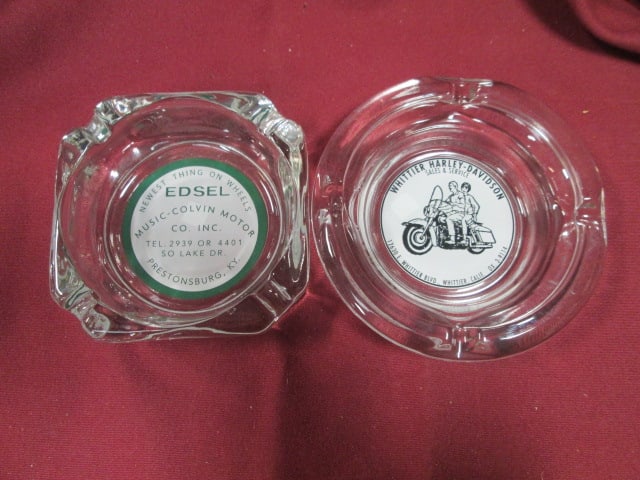 NEWEST THING ON WHEELS
EDSEL
MUSIC-COLVIN MOTOR
CO. INC.
TEL. 2939 OR 4401
SO LAKE DR.
PRESTONSBURG, KY.
WHITTIER HARLEY-DAVIDSON
SALES & SERVICE
WHITTIER BLVD., WHITTIER, CALIF.